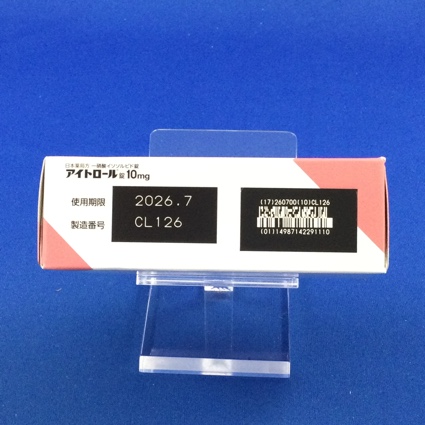 日本薬局方 一硝酸イソソルビド錠
アイトロール錠10mg
使用期限 2026.7
製造番号 CL126
(17)260700(10)CL126
(01)14987142291110